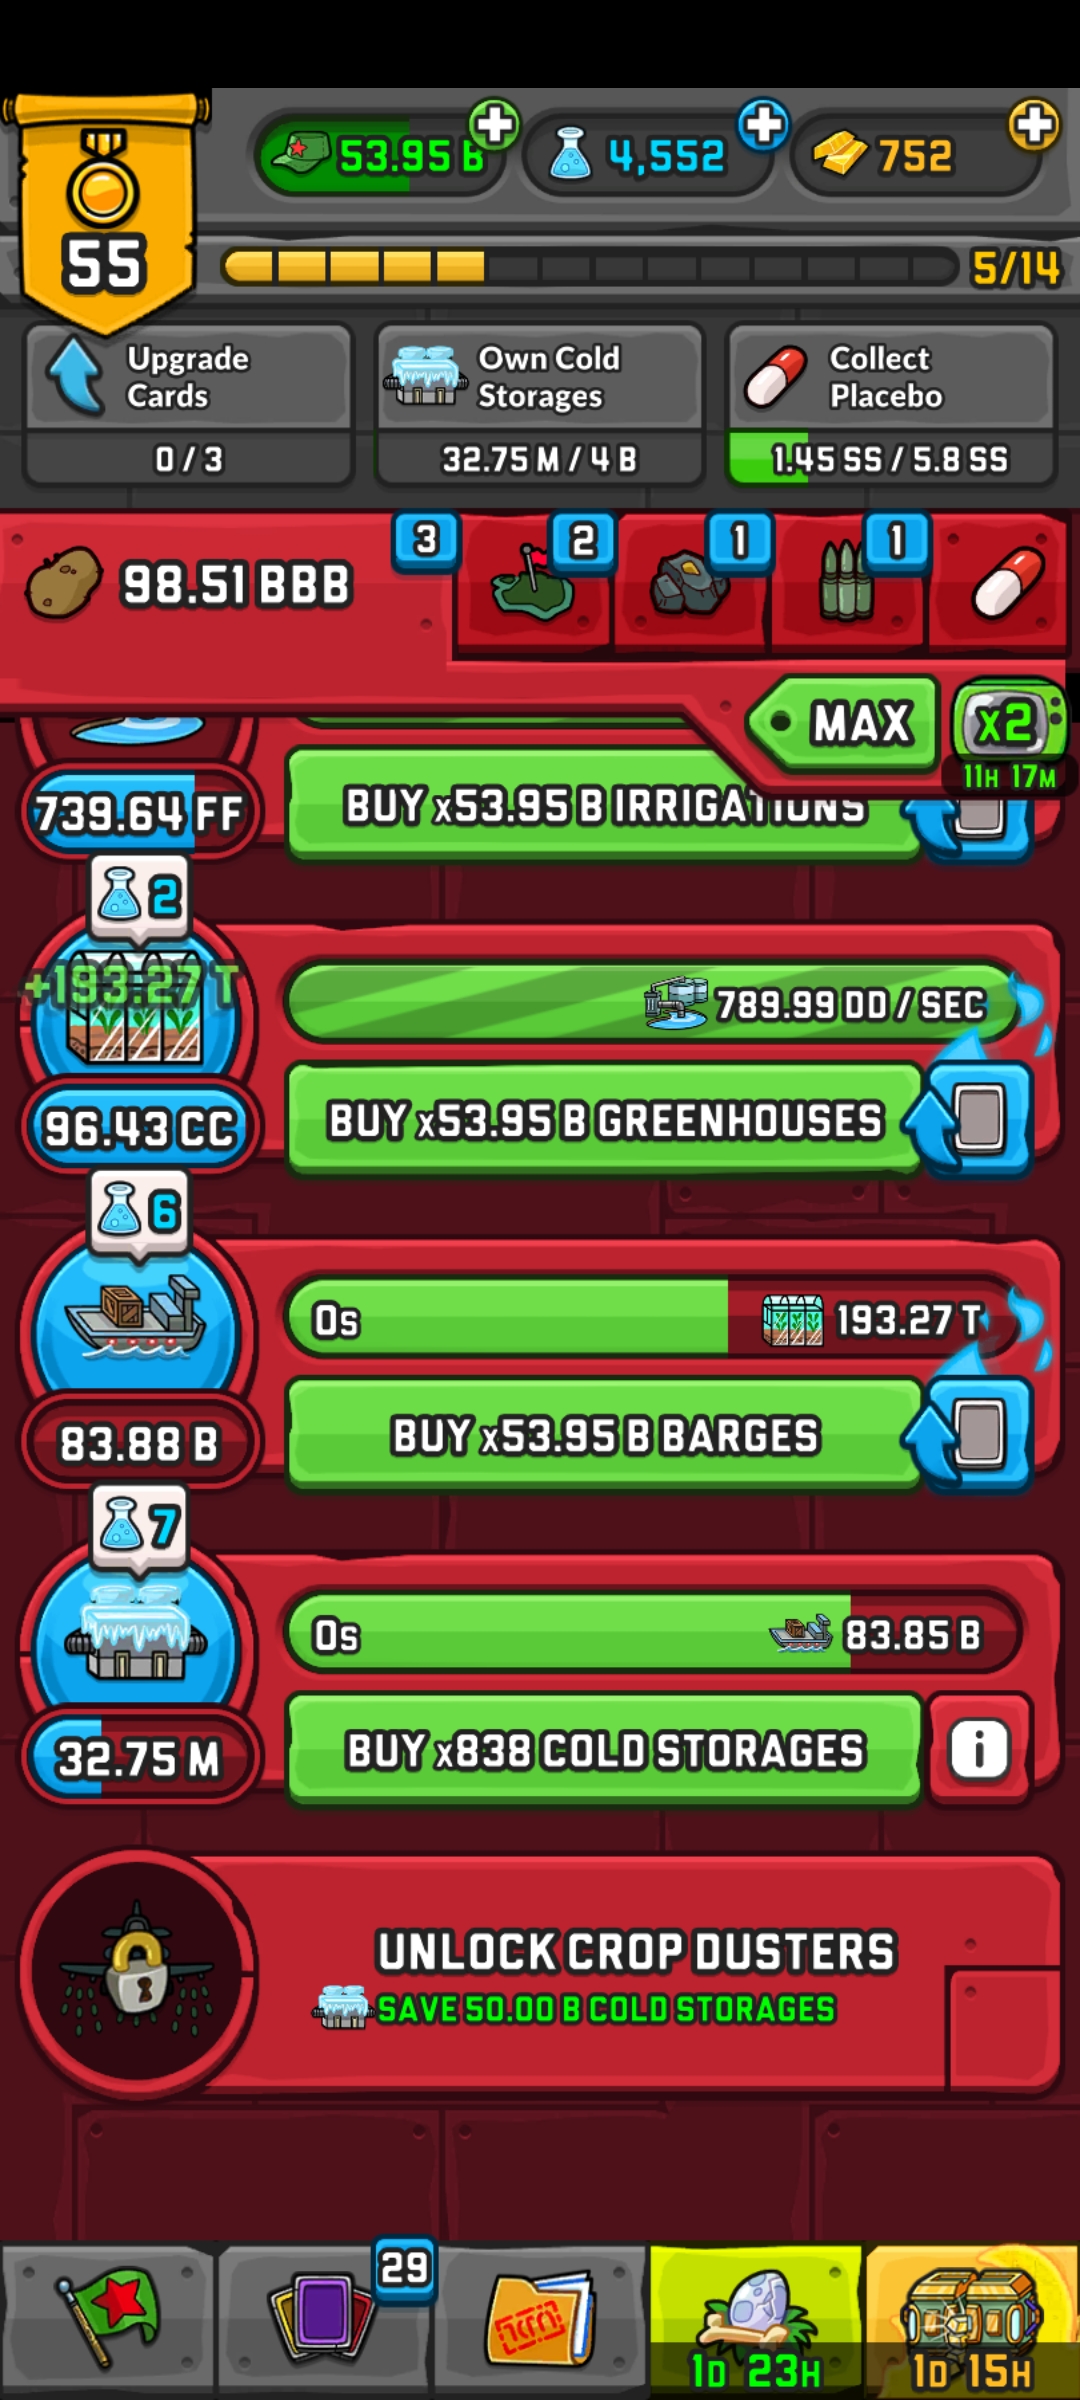 53.95 B
4,552
752
55
5/14
Upgrade
Cards
0 / 3
Own Cold
Storages
32.75 M / 4 B
Collect
Placebo
1.45 SS / 5.8 SS
98.51 BBB
3
2
1
1
MAX
x2
11H 17M
739.64 FF
BUY x53.95 B IRRIGATIONS
2
+193.27 T
789.99 DD / SEC
96.43 CC
BUY x53.95 B GREENHOUSES
6
0s
193.27 T
83.88 B
BUY x53.95 B BARGES
7
0s
83.85 B
32.75 M
BUY x838 COLD STORAGES
i
UNLOCK CROP DUSTERS
SAVE 50.00 B COLD STORAGES
29
1D 23H
1D 15H